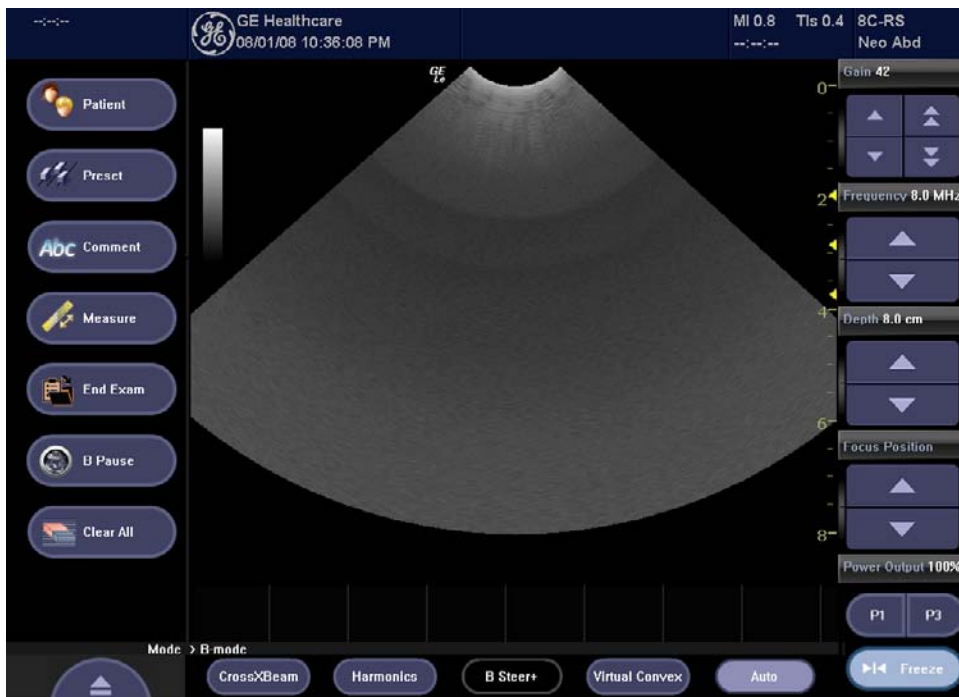 --:--:--
GE Healthcare
08/01/08 10:36:08 PM
MI 0.8 TIs 0.4
--:--:--
8C-RS
Neo Abd
Patient
Preset
Abc Comment
Measure
End Exam
B Pause
Clear All
GE
Le
0
2
4
6
8
Gain 42
Frequency 8.0 MHz
Depth 8.0 cm
Focus Position
Power Output 100%
P1 P3
Freeze
Mode > B-mode
CrossXBeam Harmonics B Steer+ Virtual Convex Auto